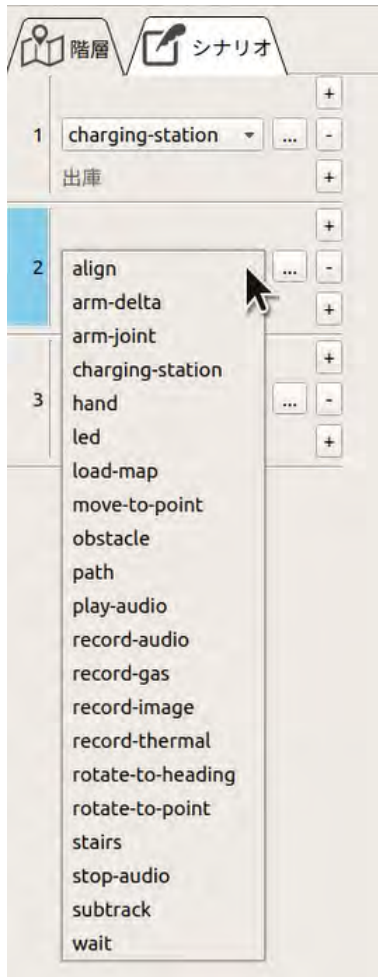 階層 シナリオ
+
1 charging-station ... -
出庫 +
+
2 align ... -
arm-delta +
arm-joint
charging-station +
3 hand ... -
led +
load-map
move-to-point
obstacle
path
play-audio
record-audio
record-gas
record-image
record-thermal
rotate-to-heading
rotate-to-point
stairs
stop-audio
subtrack
wait